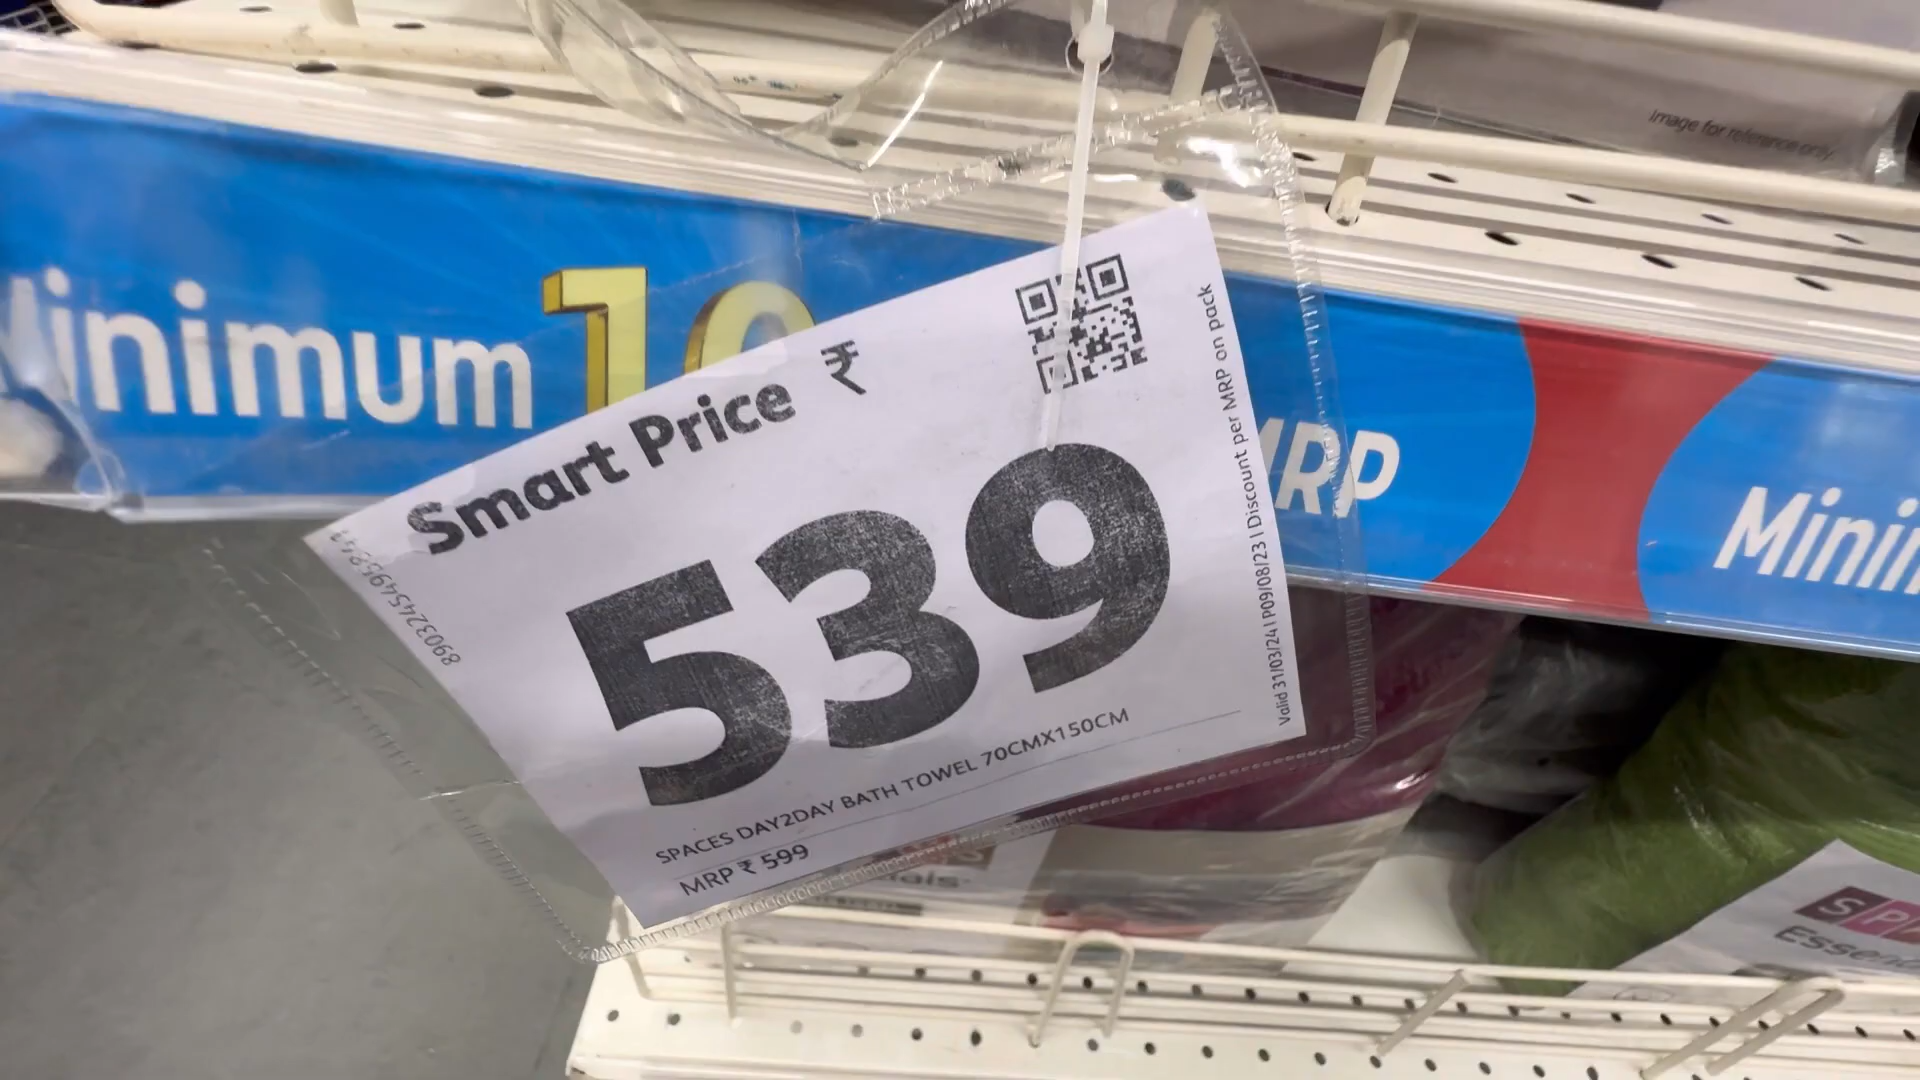 Image for reference only.
Minimum 10
MRP
Smart Price ₹
539
SPACES DAY2DAY BATH TOWEL 70CMX150CM
MRP ₹ 599
Valid 31/03/24 | P09/08/23 | Discount per MRP on pack